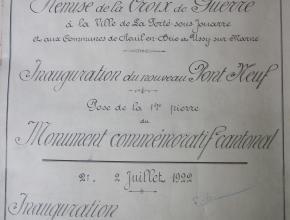 Remise de la Croix de Guerre
à la Ville de La Ferté-sous-Jouarre
et aux Communes de Reuil-en-Brie & Ussy sur Marne
Inauguration du nouveau Pont Neuf
Pose de la 1re pierre
du
Monument commémoratif cantonal
2 Juillet 1922
Inauguration